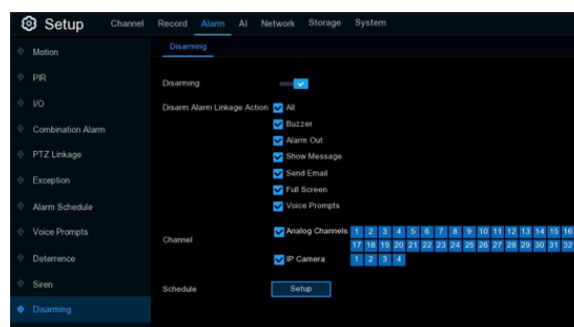 Setup Channel Record Alarm AI Network Storage System
Disarming
Motion
PIR
Disarming
I/O
Disarm Alarm Linkage Action All
Buzzer
Combination Alarm
Alarm Out
PTZ Linkage
Show Message
Exception
Send Email
Full Screen
Alarm Schedule
Voice Prompts
Voice Prompts
Analog Channels 1 2 3 4 5 6 7 8 9 10 11 12 13 14 15 16
Channel
17 18 19 20 21 22 23 24 25 26 27 28 29 30 31 32
Deterrence
IP Camera 1 2 3 4
Siren
Schedule Setup
Disarming